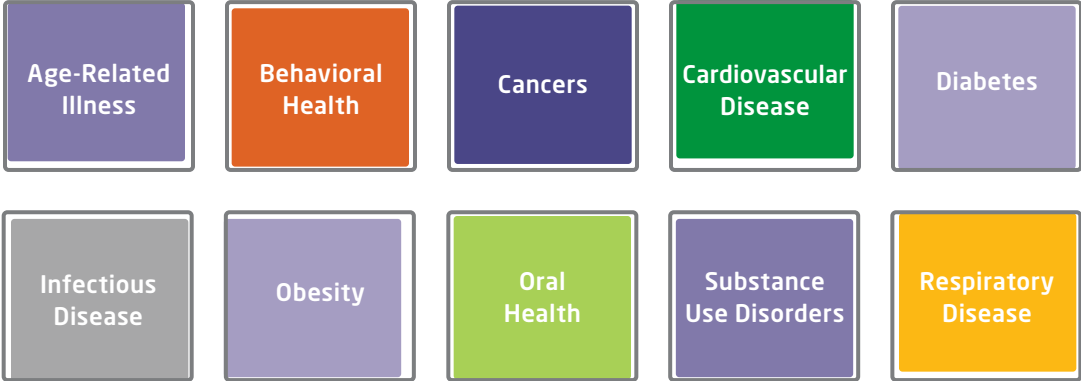 Age-Related
Illness
Behavioral
Health
Cancers
Cardiovascular
Disease
Diabetes
Infectious
Disease
Obesity
Oral
Health
Substance
Use Disorders
Respiratory
Disease